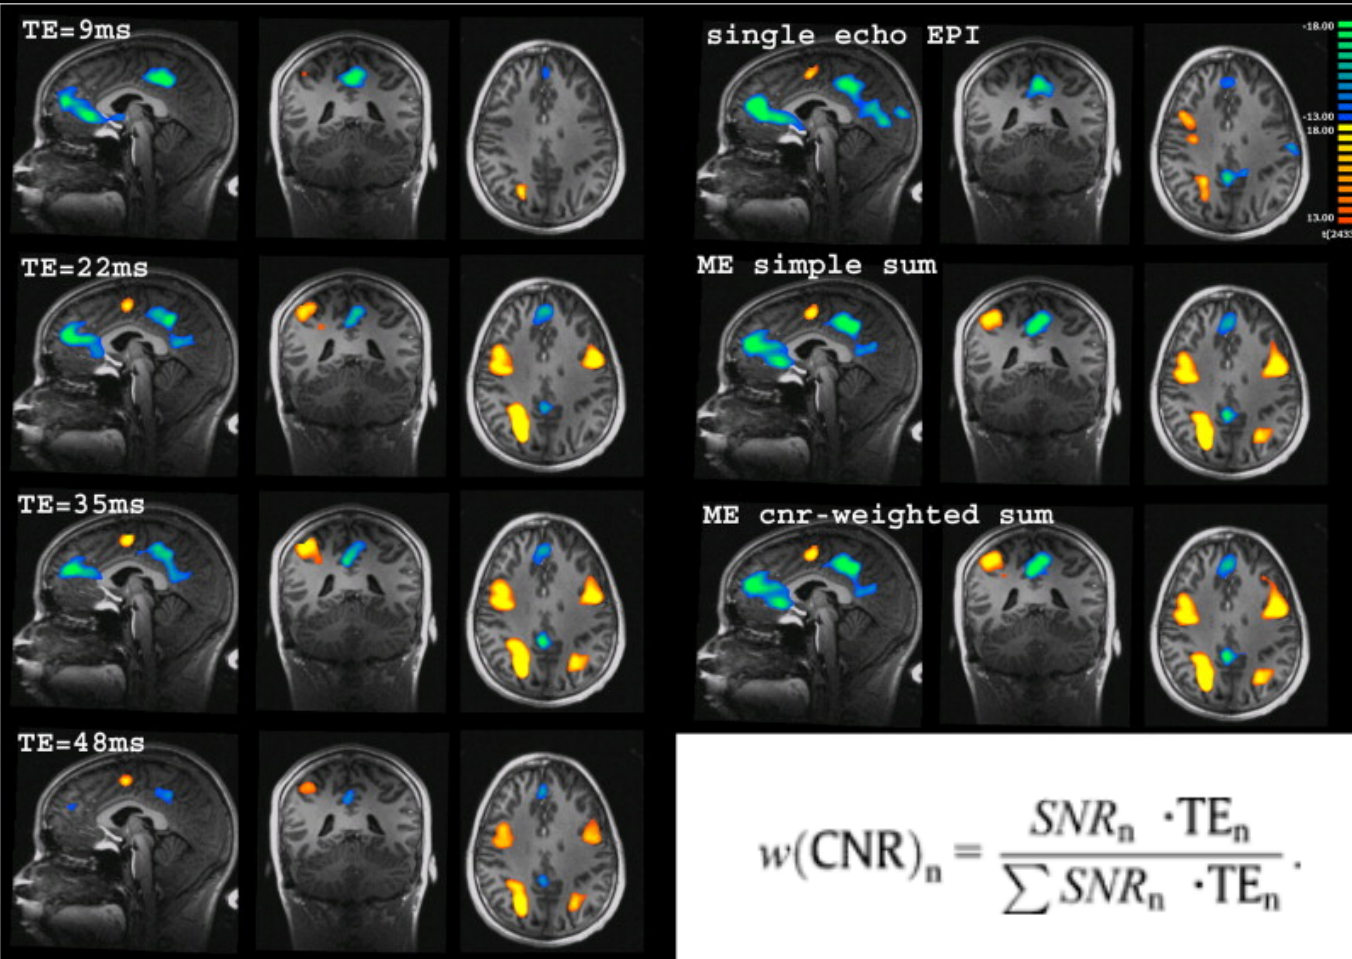 TE=9ms
single echo EPI
-18.00
-13.00
18.00
13.00
TE=22ms
ME simple sum
TE=35ms
ME cnr-weighted sum
TE=48ms
w(CNR)n = SNRn ·TEn / ∑ SNRn ·TEn .